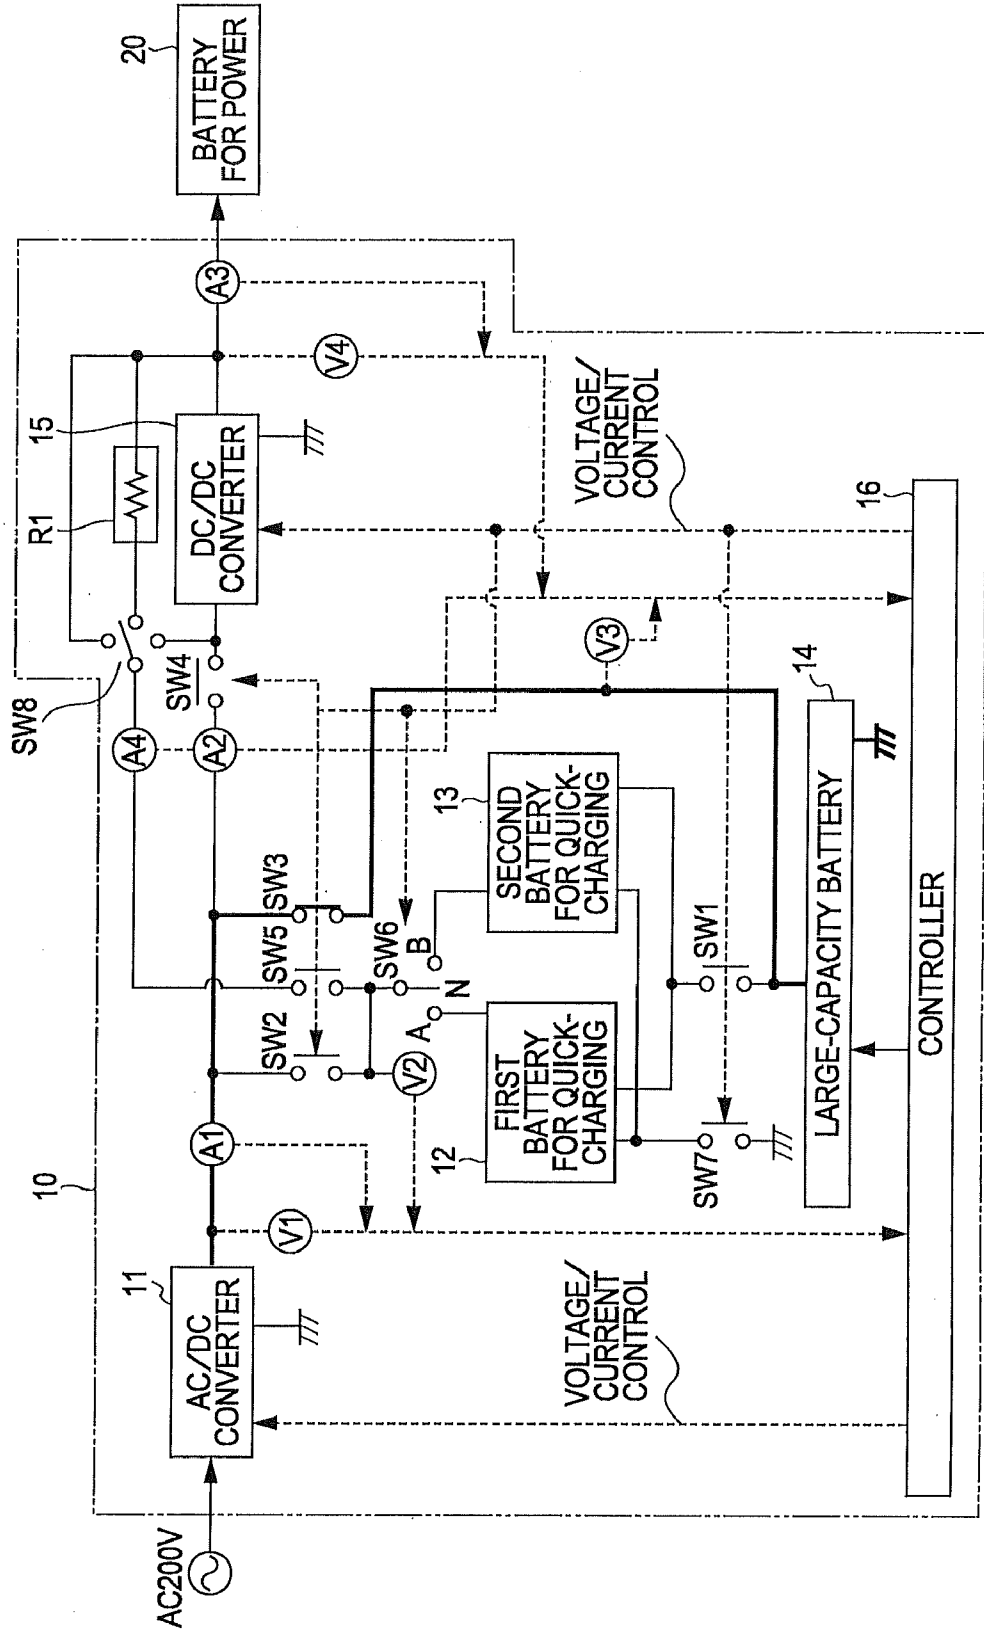 AC200V
10
11
AC/DC
CONVERTER
V1
A1
VOLTAGE/
CURRENT
CONTROL
SW2
SW5
SW3
V2
SW6
A
N
B
12
FIRST
BATTERY
FOR QUICK-
CHARGING
13
SECOND
BATTERY
FOR QUICK-
CHARGING
SW7
SW1
14
LARGE-CAPACITY BATTERY
CONTROLLER
16
SW8
A4
A2
SW4
V3
R1
15
DC/DC
CONVERTER
V4
A3
VOLTAGE/
CURRENT
CONTROL
20
BATTERY
FOR POWER